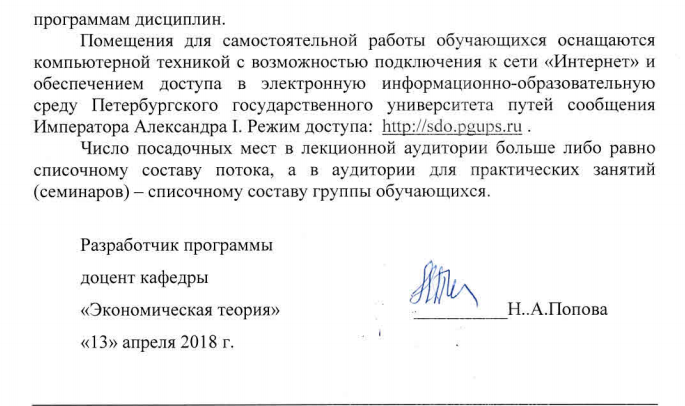 программам дисциплин.
Помещения для самостоятельной работы обучающихся оснащаются
компьютерной техникой с возможностью подключения к сети «Интернет» и
обеспечением доступа в электронную информационно-образовательную
среду Петербургского государственного университета путей сообщения
Императора Александра I. Режим доступа: http://sdo.pgups.ru .
Число посадочных мест в лекционной аудитории больше либо равно
списочному составу потока, а в аудитории для практических занятий
(семинаров) – списочному составу группы обучающихся.
Разработчик программы
доцент кафедры
«Экономическая теория» __________Н..А.Попова
«13» апреля 2018 г.